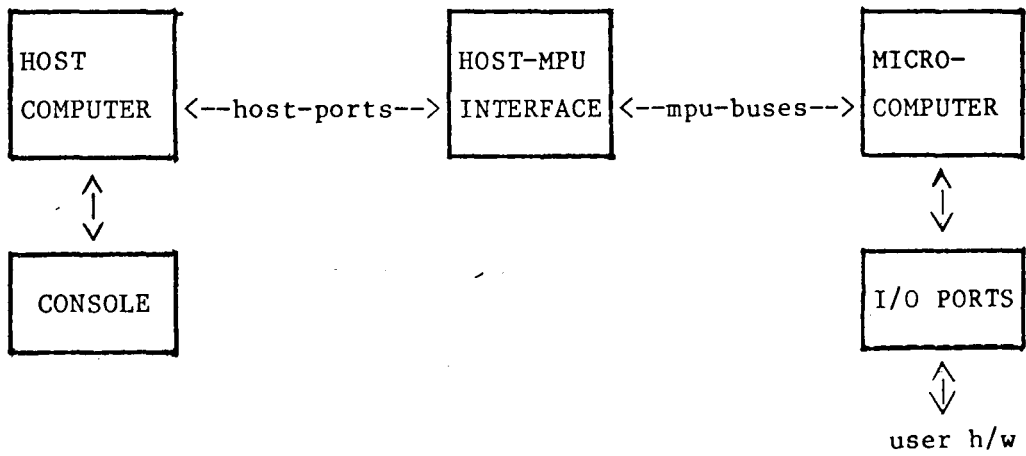 HOST
COMPUTER
<--host-ports-->
HOST-MPU
INTERFACE
<--mpu-buses-->
MICRO-
COMPUTER
CONSOLE
I/O PORTS
user h/w